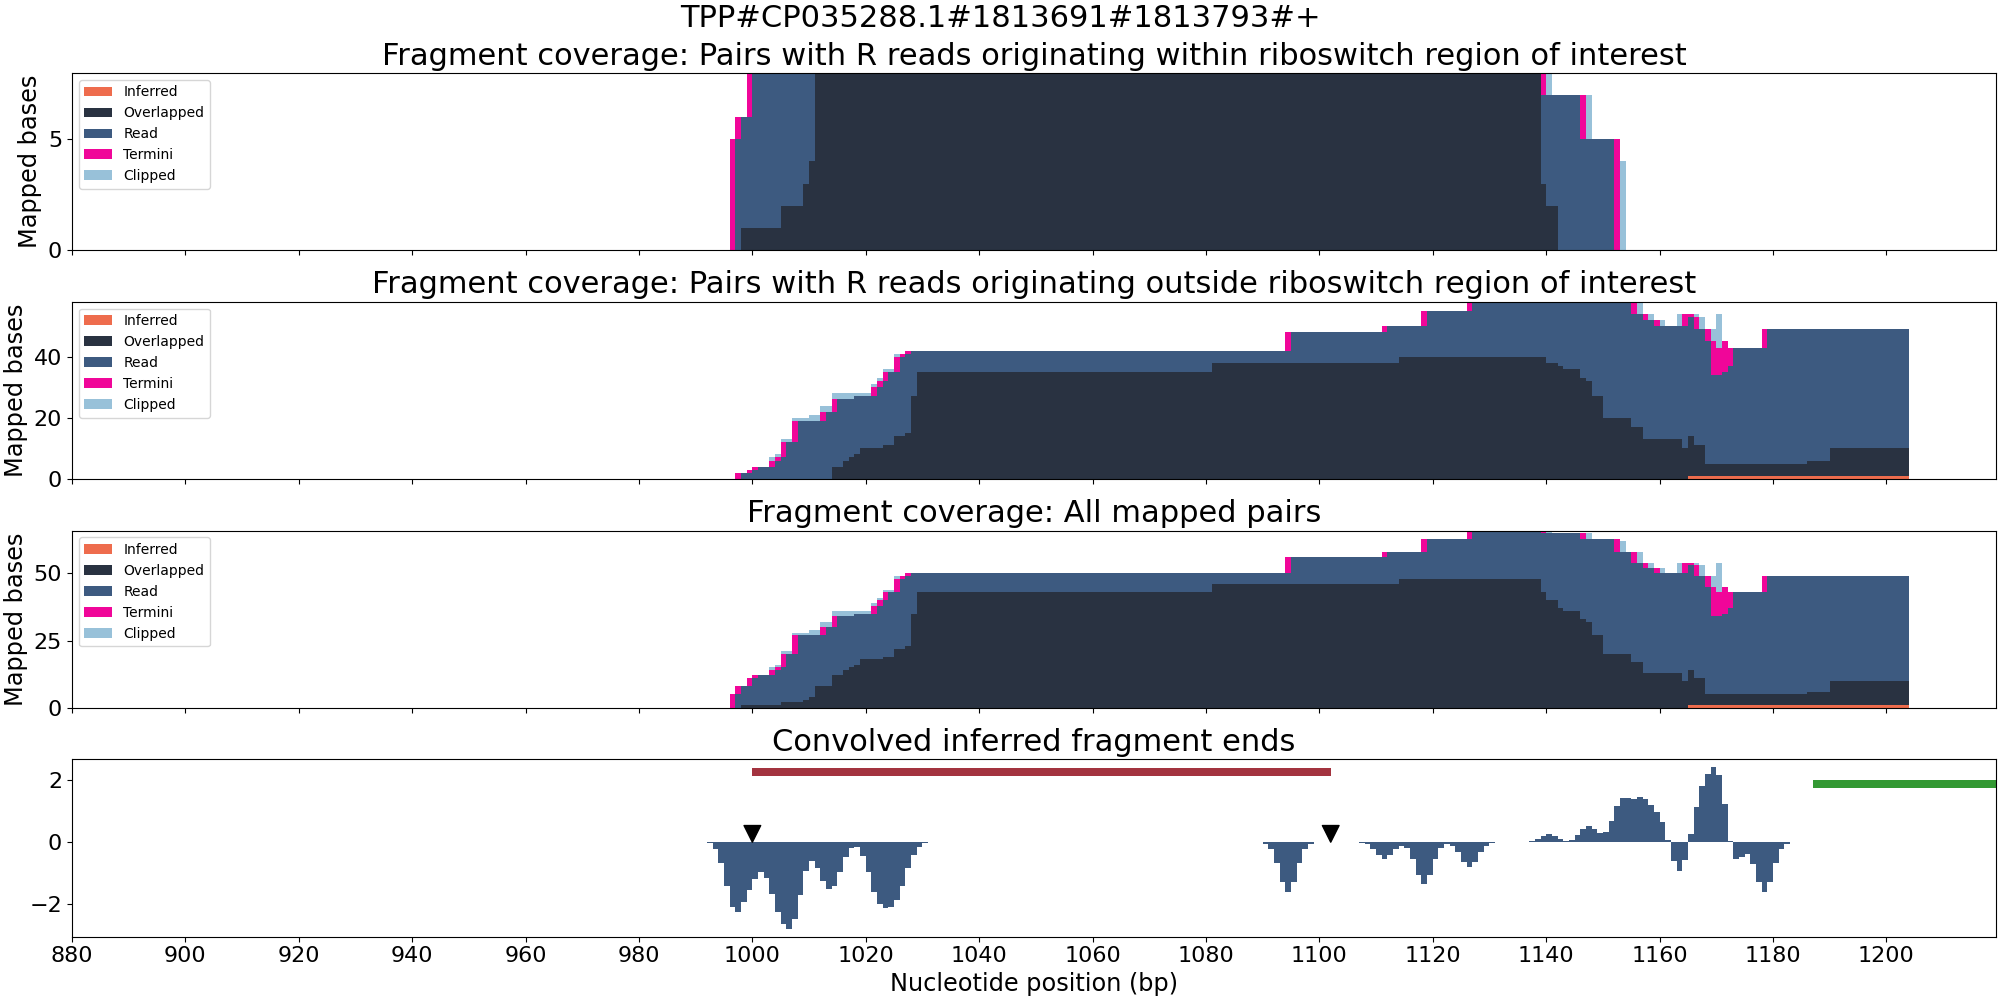 TPP#CP035288.1#1813691#1813793#+
Fragment coverage: Pairs with R reads originating within riboswitch region of interest
Mapped bases
5
0
Inferred
Overlapped
Read
Termini
Clipped
Fragment coverage: Pairs with R reads originating outside riboswitch region of interest
Mapped bases
40
20
0
Inferred
Overlapped
Read
Termini
Clipped
Fragment coverage: All mapped pairs
Mapped bases
50
25
0
Inferred
Overlapped
Read
Termini
Clipped
Convolved inferred fragment ends
2
0
−2
880 900 920 940 960 980 1000 1020 1040 1060 1080 1100 1120 1140 1160 1180 1200
Nucleotide position (bp)